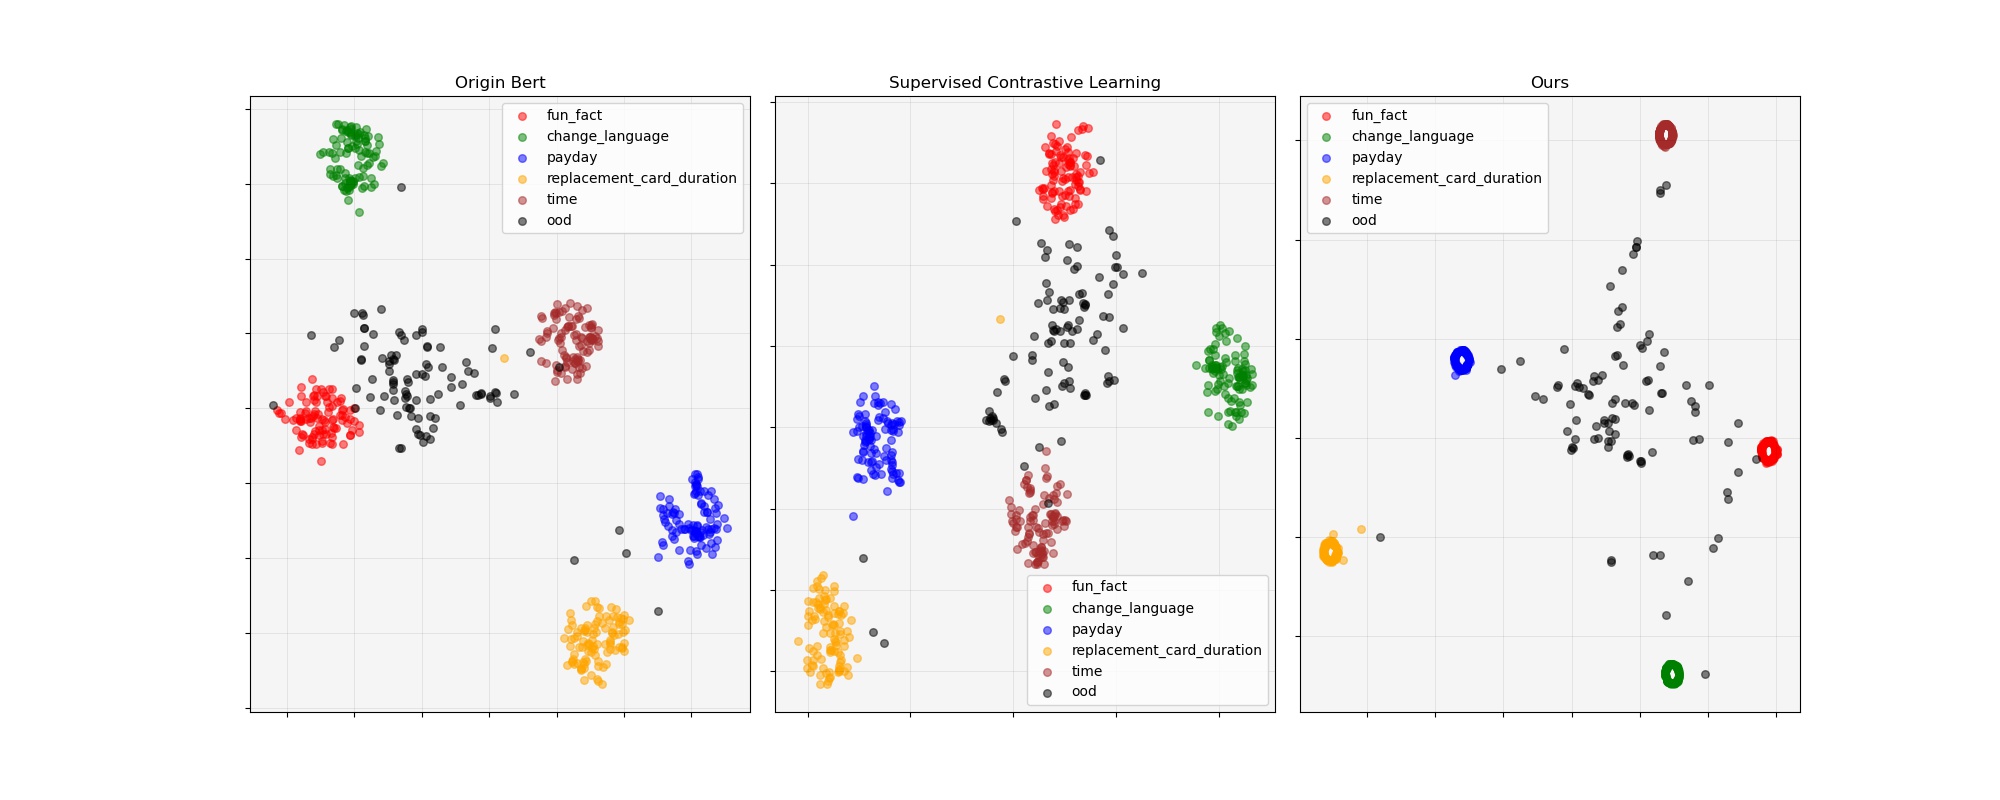 Origin Bert
fun_fact
change_language
payday
replacement_card_duration
time
ood
Supervised Contrastive Learning
fun_fact
change_language
payday
replacement_card_duration
time
ood
Ours
fun_fact
change_language
payday
replacement_card_duration
time
ood